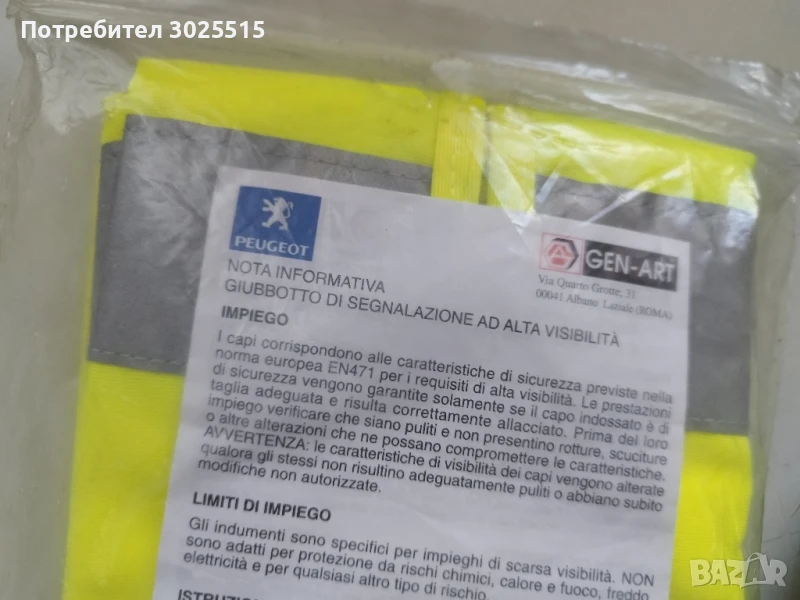 Потребител 3025515
PEUGEOT
GEN-ART
Via Quarto Grotte, 31
00041 Albano Laziale (ROMA)
NOTA INFORMATIVA
GIUBBOTTO DI SEGNALAZIONE AD ALTA VISIBILITÀ
IMPIEGO
I capi corrispondono alle caratteristiche di sicurezza previste nella
norma europea EN471 per i requisiti di alta visibilità. Le prestazioni
di sicurezza vengono garantite solamente se il capo indossato è di
taglia adeguata e risulta correttamente allacciato. Prima del loro
impiego verificare che siano puliti e non presentino rotture, scuciture
o altre alterazioni che ne possano compromettere le caratteristiche.
AVVERTENZA: le caratteristiche di visibilità dei capi vengono alterate
qualora gli stessi non risultino adeguatamente puliti o abbiano subito
modifiche non autorizzate.
LIMITI DI IMPIEGO
Gli indumenti sono specifici per impieghi di scarsa visibilità. NON
sono adatti per protezione da rischi chimici, calore e fuoco, freddo
elettricità e per qualsiasi altro tipo di rischio.
ISTRUZION
BAZAR